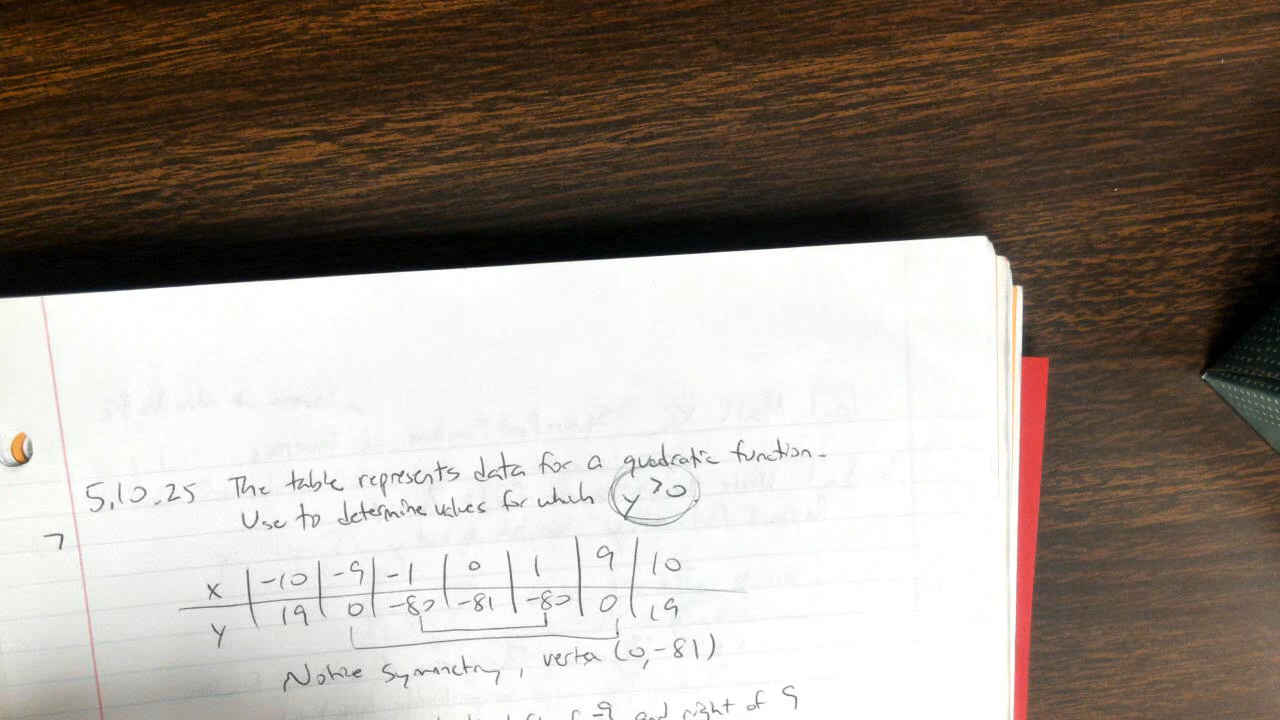 5.10.25 The table represents data for a quadratic function.
Use to determine values for which y > 0.
7
x | -10 | -9 | -1 | 0 | 1 | 9 | 10
y | 19 | 0 | -80 | -81 | -80 | 0 | 19
Notice Symmetry, vertex (0, -81)
of -9 and right of 9